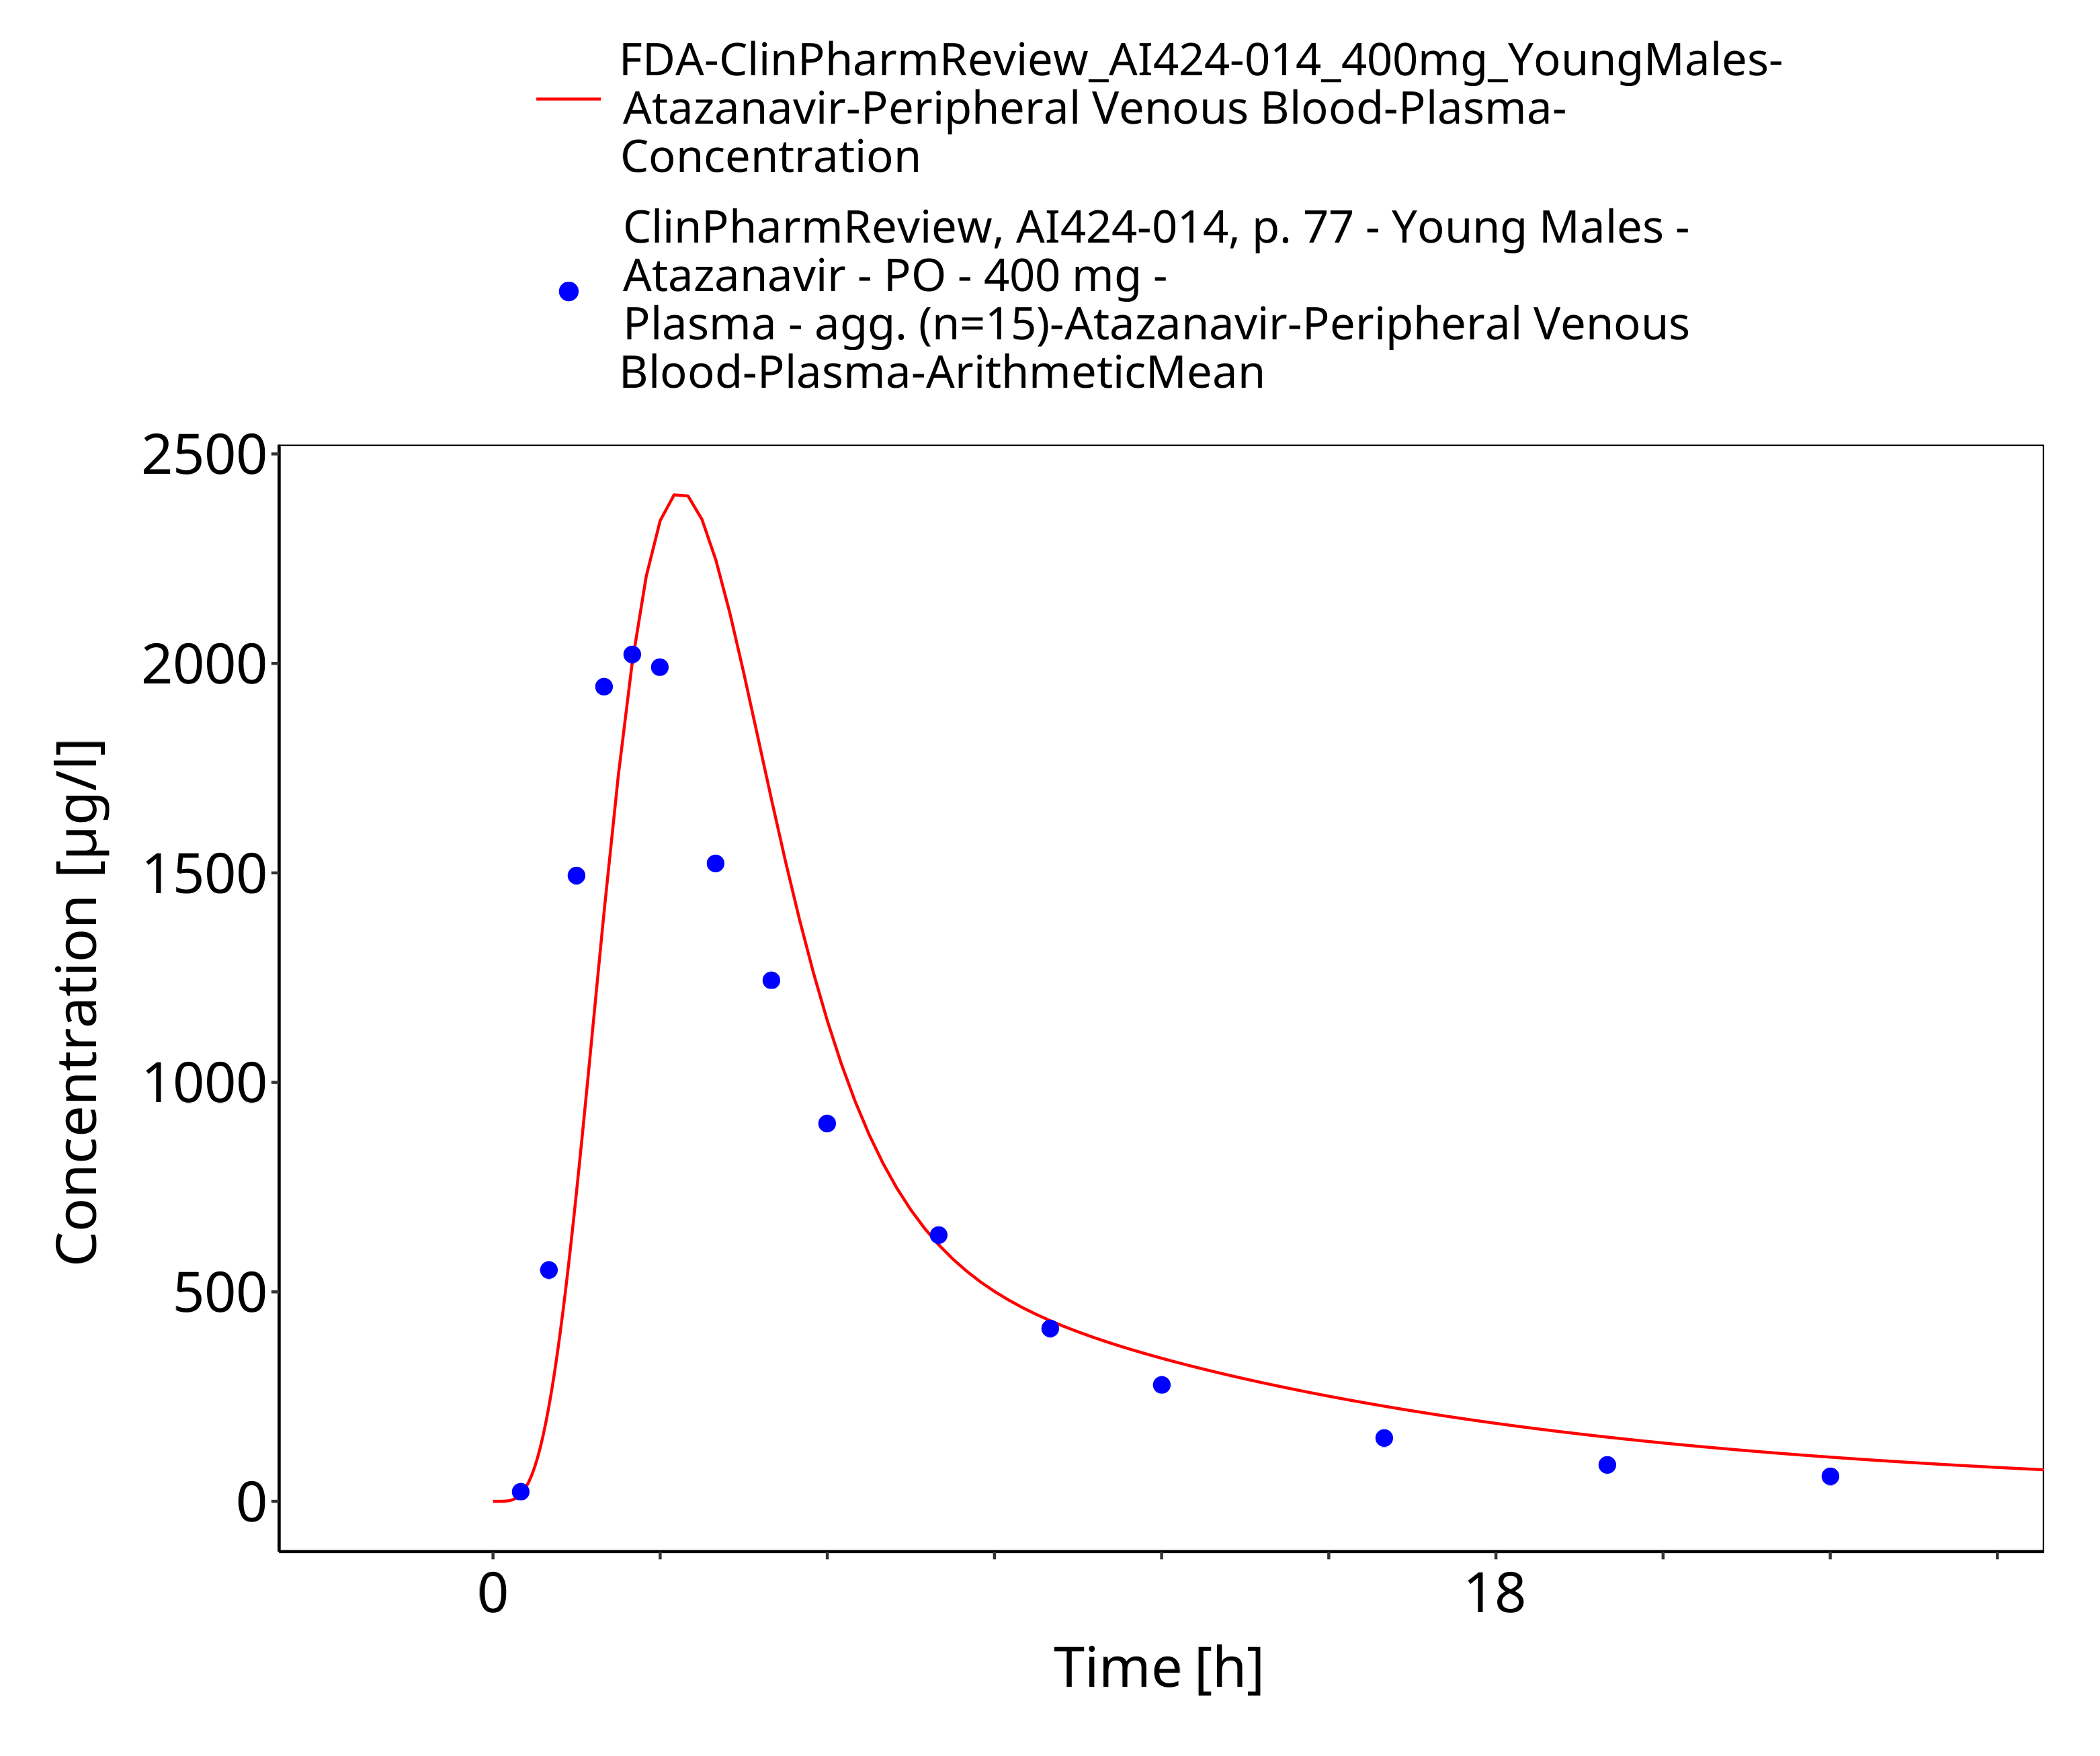 FDA-ClinPharmReview_AI424-014_400mg_YoungMales-
Atazanavir-Peripheral Venous Blood-Plasma-
Concentration
ClinPharmReview, AI424-014, p. 77 - Young Males -
Atazanavir - PO - 400 mg -
Plasma - agg. (n=15)-Atazanavir-Peripheral Venous
Blood-Plasma-ArithmeticMean
2500
2000
1500
1000
500
0
Concentration [µg/l]
0 18
Time [h]